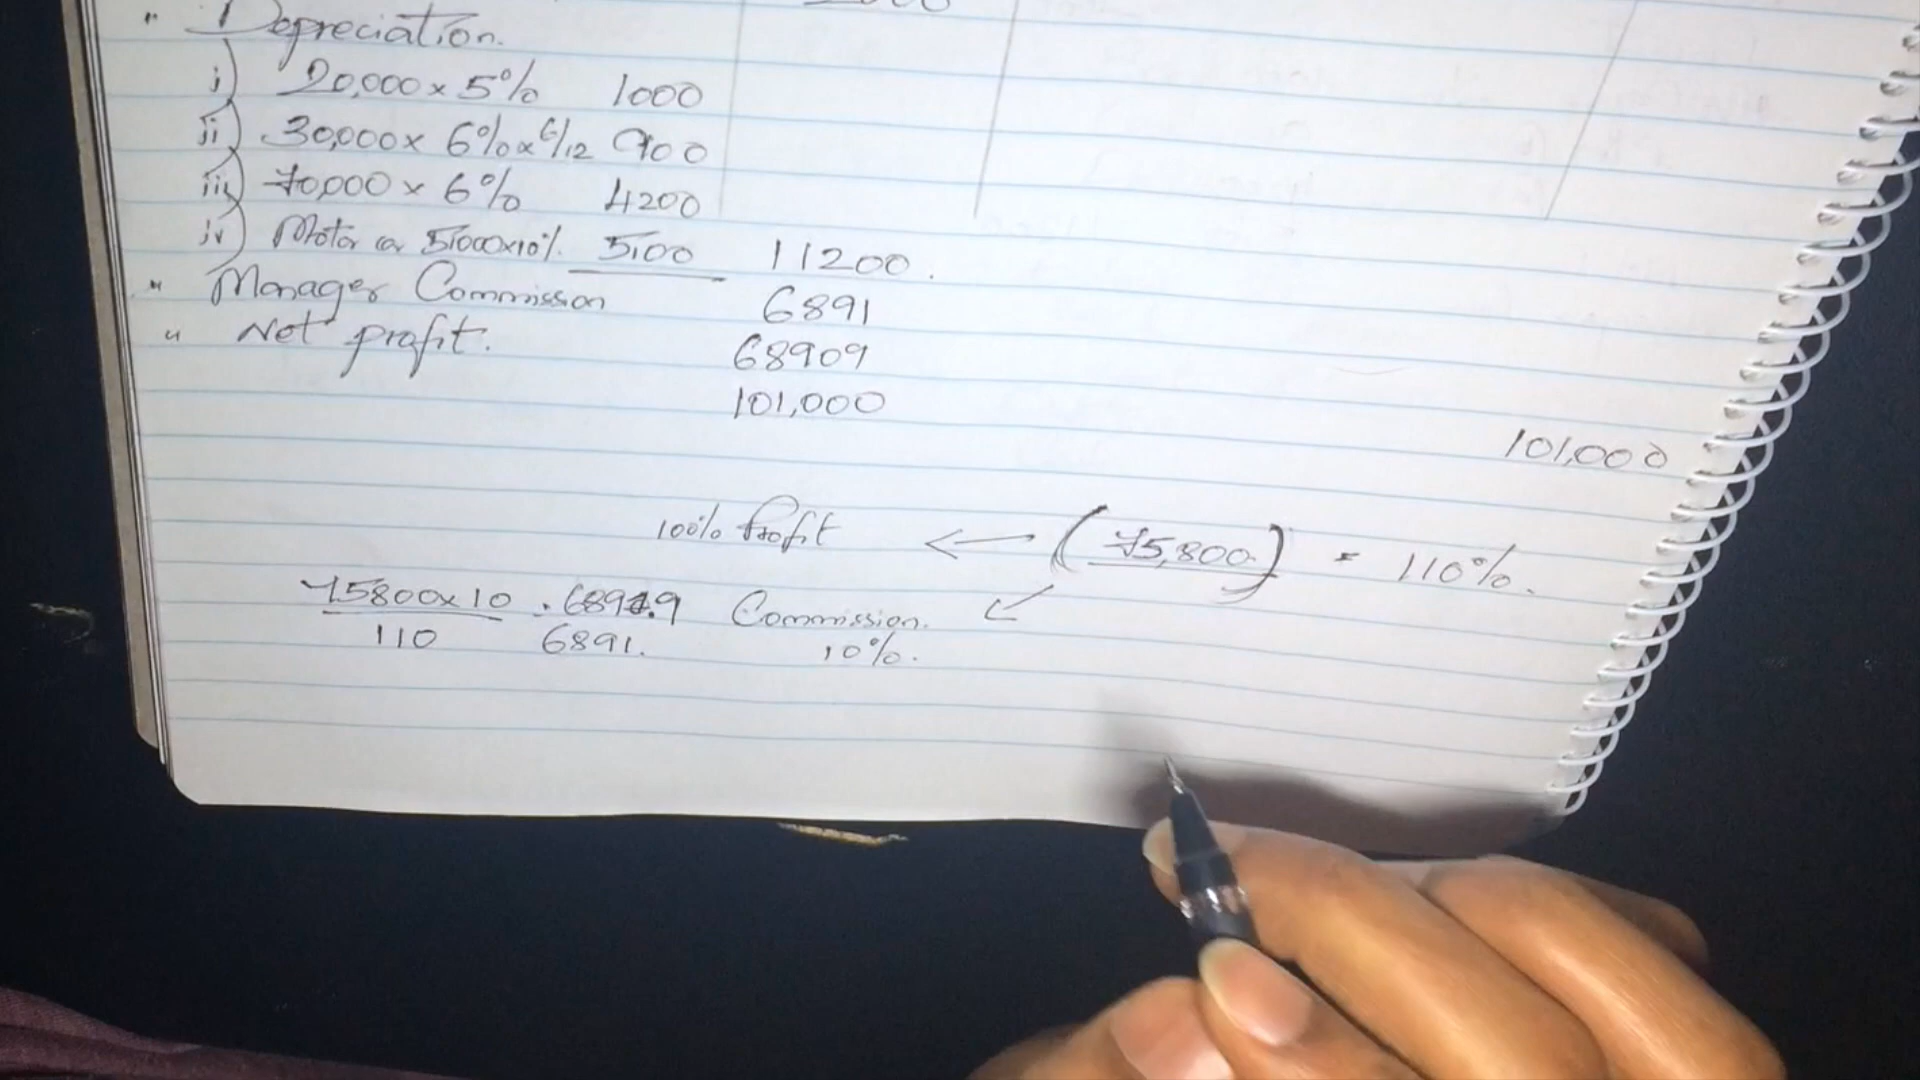 " Depreciation.
i) 20,000 x 5% 1000
ii) 30,000 x 6% x 6/12 900
iii) 70,000 x 6% 4200
iv) Motor car 51000x10% 5100 11200.
" Manager Commission 6891
" Net profit. 68909
101,000
101,000
100% Profit ← (75,800) = 110%.
75800 x 10 . 6891.9 Commission.
110 6891. 10%.